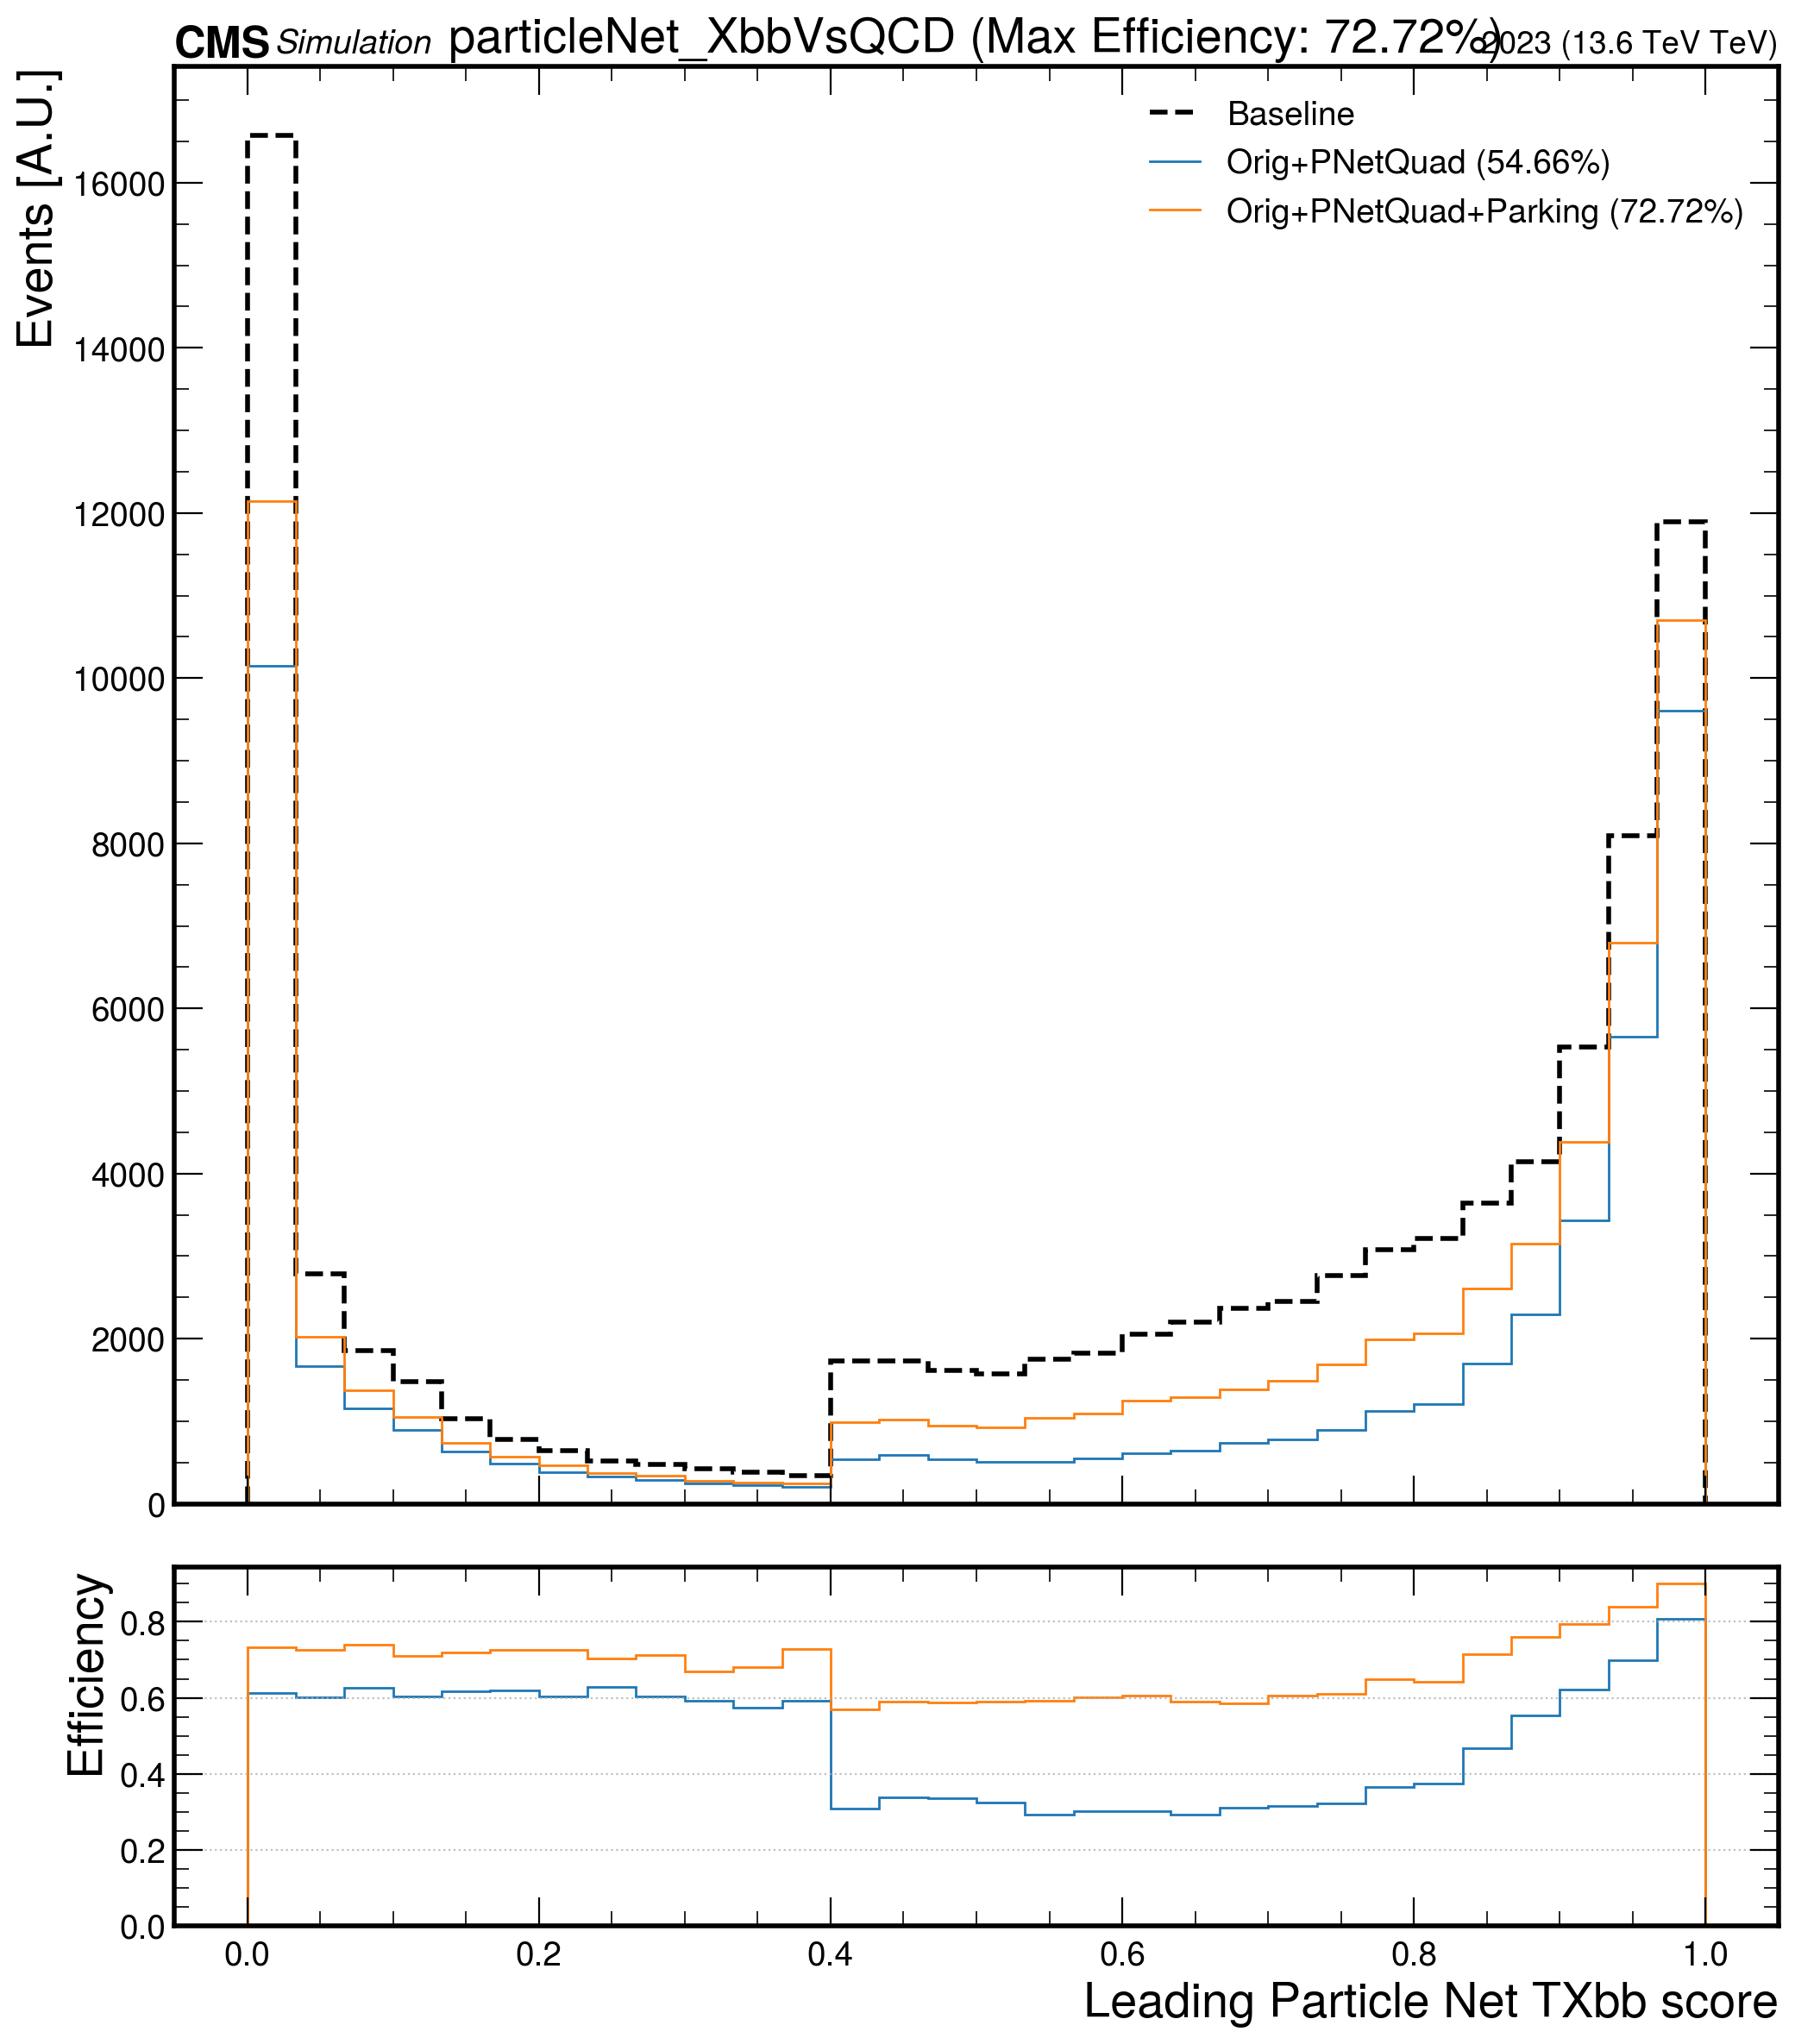 CMS Simulation particleNet_XbbVsQCD (Max Efficiency: 72.72%) 2023 (13.6 TeV TeV)
Events [A.U.]
Baseline
Orig+PNetQuad (54.66%)
Orig+PNetQuad+Parking (72.72%)
16000
14000
12000
10000
8000
6000
4000
2000
0
Efficiency
0.8
0.6
0.4
0.2
0.0
0.0 0.2 0.4 0.6 0.8 1.0
Leading Particle Net TXbb score